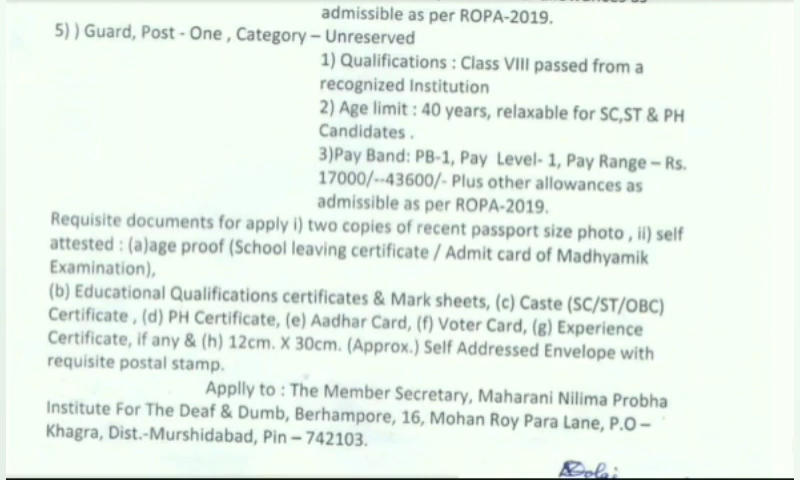 admissible as per ROPA-2019.
5) ) Guard, Post - One , Category – Unreserved
1) Qualifications : Class VIII passed from a
recognized Institution
2) Age limit : 40 years, relaxable for SC,ST & PH
Candidates .
3)Pay Band: PB-1, Pay Level- 1, Pay Range – Rs.
17000/--43600/- Plus other allowances as
admissible as per ROPA-2019.
Requisite documents for apply i) two copies of recent passport size photo , ii) self
attested : (a)age proof (School leaving certificate / Admit card of Madhyamik
Examination),
(b) Educational Qualifications certificates & Mark sheets, (c) Caste (SC/ST/OBC)
Certificate , (d) PH Certificate, (e) Aadhar Card, (f) Voter Card, (g) Experience
Certificate, if any & (h) 12cm. X 30cm. (Approx.) Self Addressed Envelope with
requisite postal stamp.
Applly to : The Member Secretary, Maharani Nilima Probha
Institute For The Deaf & Dumb, Berhampore, 16, Mohan Roy Para Lane, P.O –
Khagra, Dist.-Murshidabad, Pin – 742103.